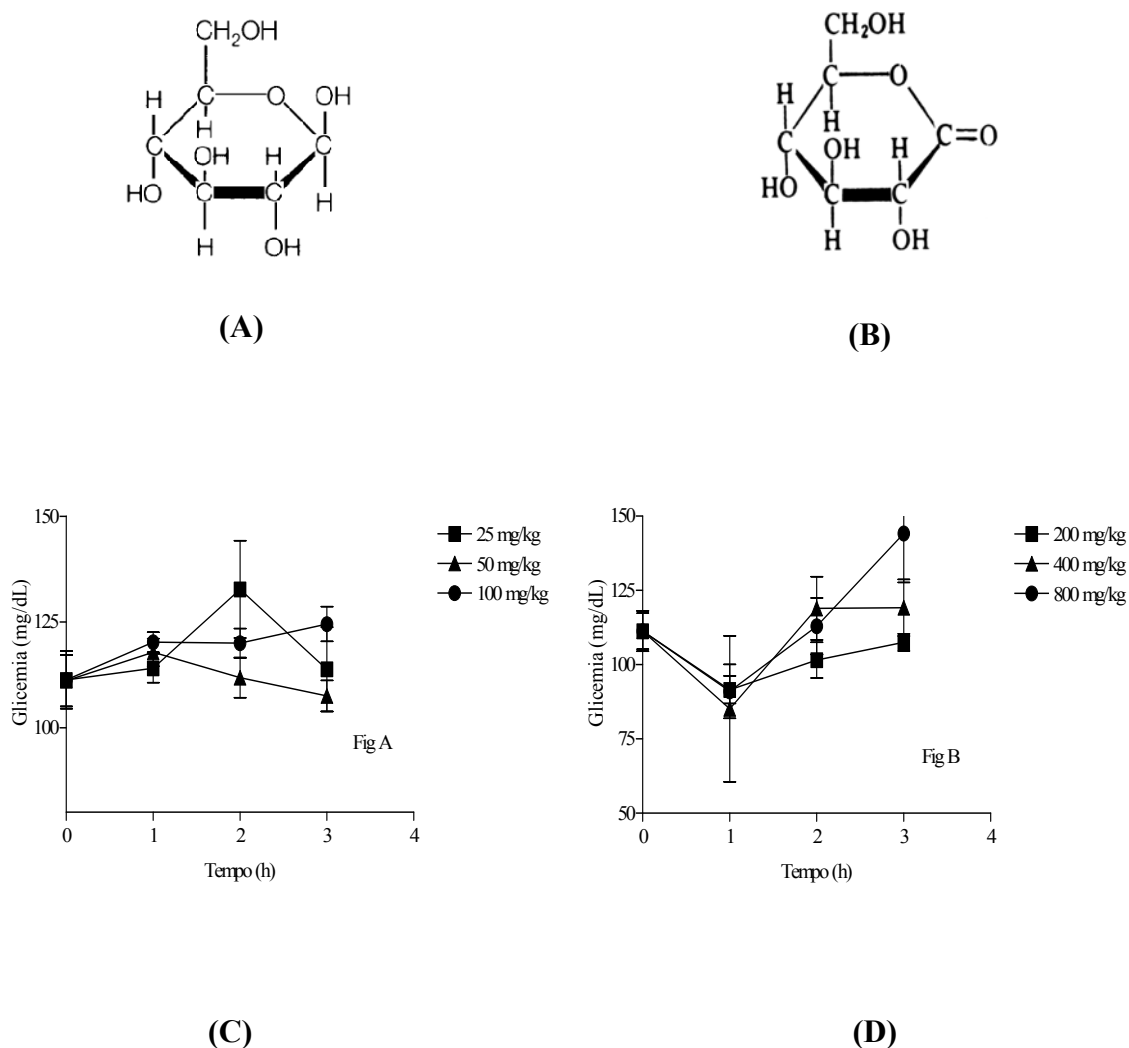 CH₂OH
H C O OH
C H C
HO OH H
C C H
H OH
(A)
CH₂OH
C O
H H
C OH H C=O
HO C C
H OH
(B)
150
125
100
Glicemia (mg/dL)
0 1 2 3 4
Tempo (h)
25 mg/kg
50 mg/kg
100 mg/kg
Fig A
(C)
150
125
100
75
50
Glicemia (mg/dL)
0 1 2 3 4
Tempo (h)
200 mg/kg
400 mg/kg
800 mg/kg
Fig B
(D)